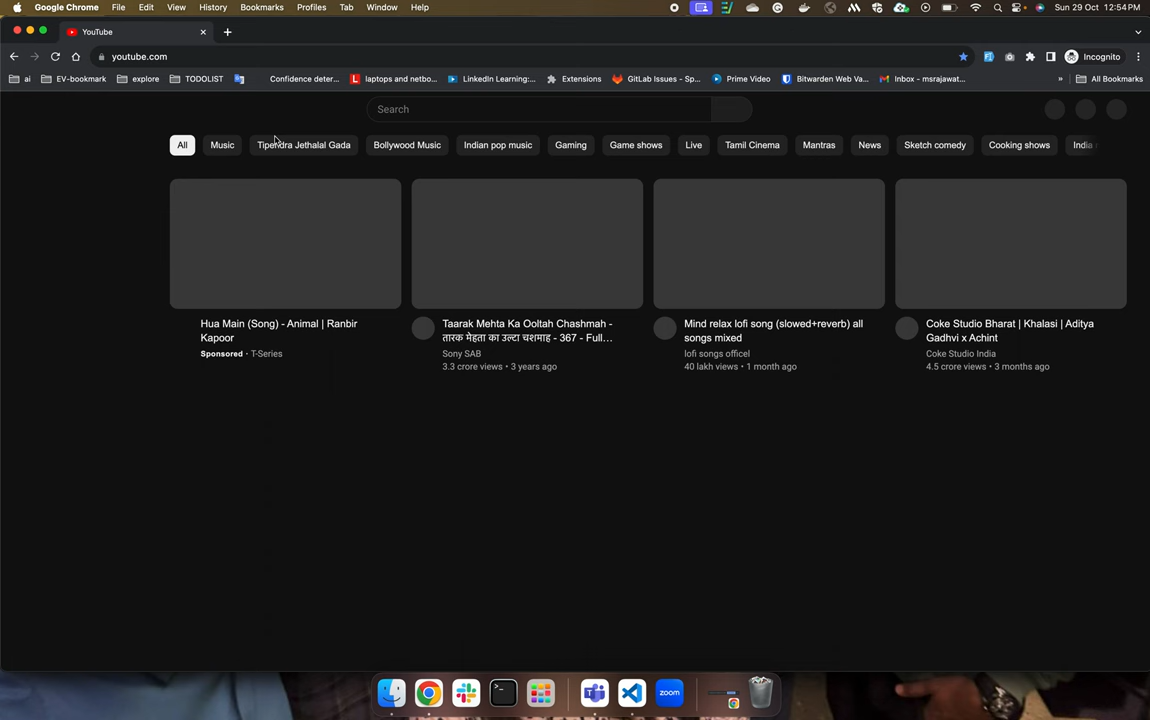 Google Chrome File Edit View History Bookmarks Profiles Tab Window Help Sun 29 Oct 12:54 PM
YouTube
youtube.com Incognito
ai EV-bookmark explore TODOLIST Confidence deter... laptops and netbo... LinkedIn Learning:... Extensions GitLab Issues - Sp... Prime Video Bitwarden Web Va... Inbox - msrajawat... » All Bookmarks
Search
All Music Tipendra Jethalal Gada Bollywood Music Indian pop music Gaming Game shows Live Tamil Cinema Mantras News Sketch comedy Cooking shows India
Hua Main (Song) - Animal | Ranbir
Kapoor
Sponsored · T-Series
Taarak Mehta Ka Ooltah Chashmah -
तारक मेहता का उल्टा चशमाह - 367 - Full...
Sony SAB
3.3 crore views • 3 years ago
Mind relax lofi song (slowed+reverb) all
songs mixed
lofi songs officel
40 lakh views • 1 month ago
Coke Studio Bharat | Khalasi | Aditya
Gadhvi x Achint
Coke Studio India
4.5 crore views • 3 months ago
zoom